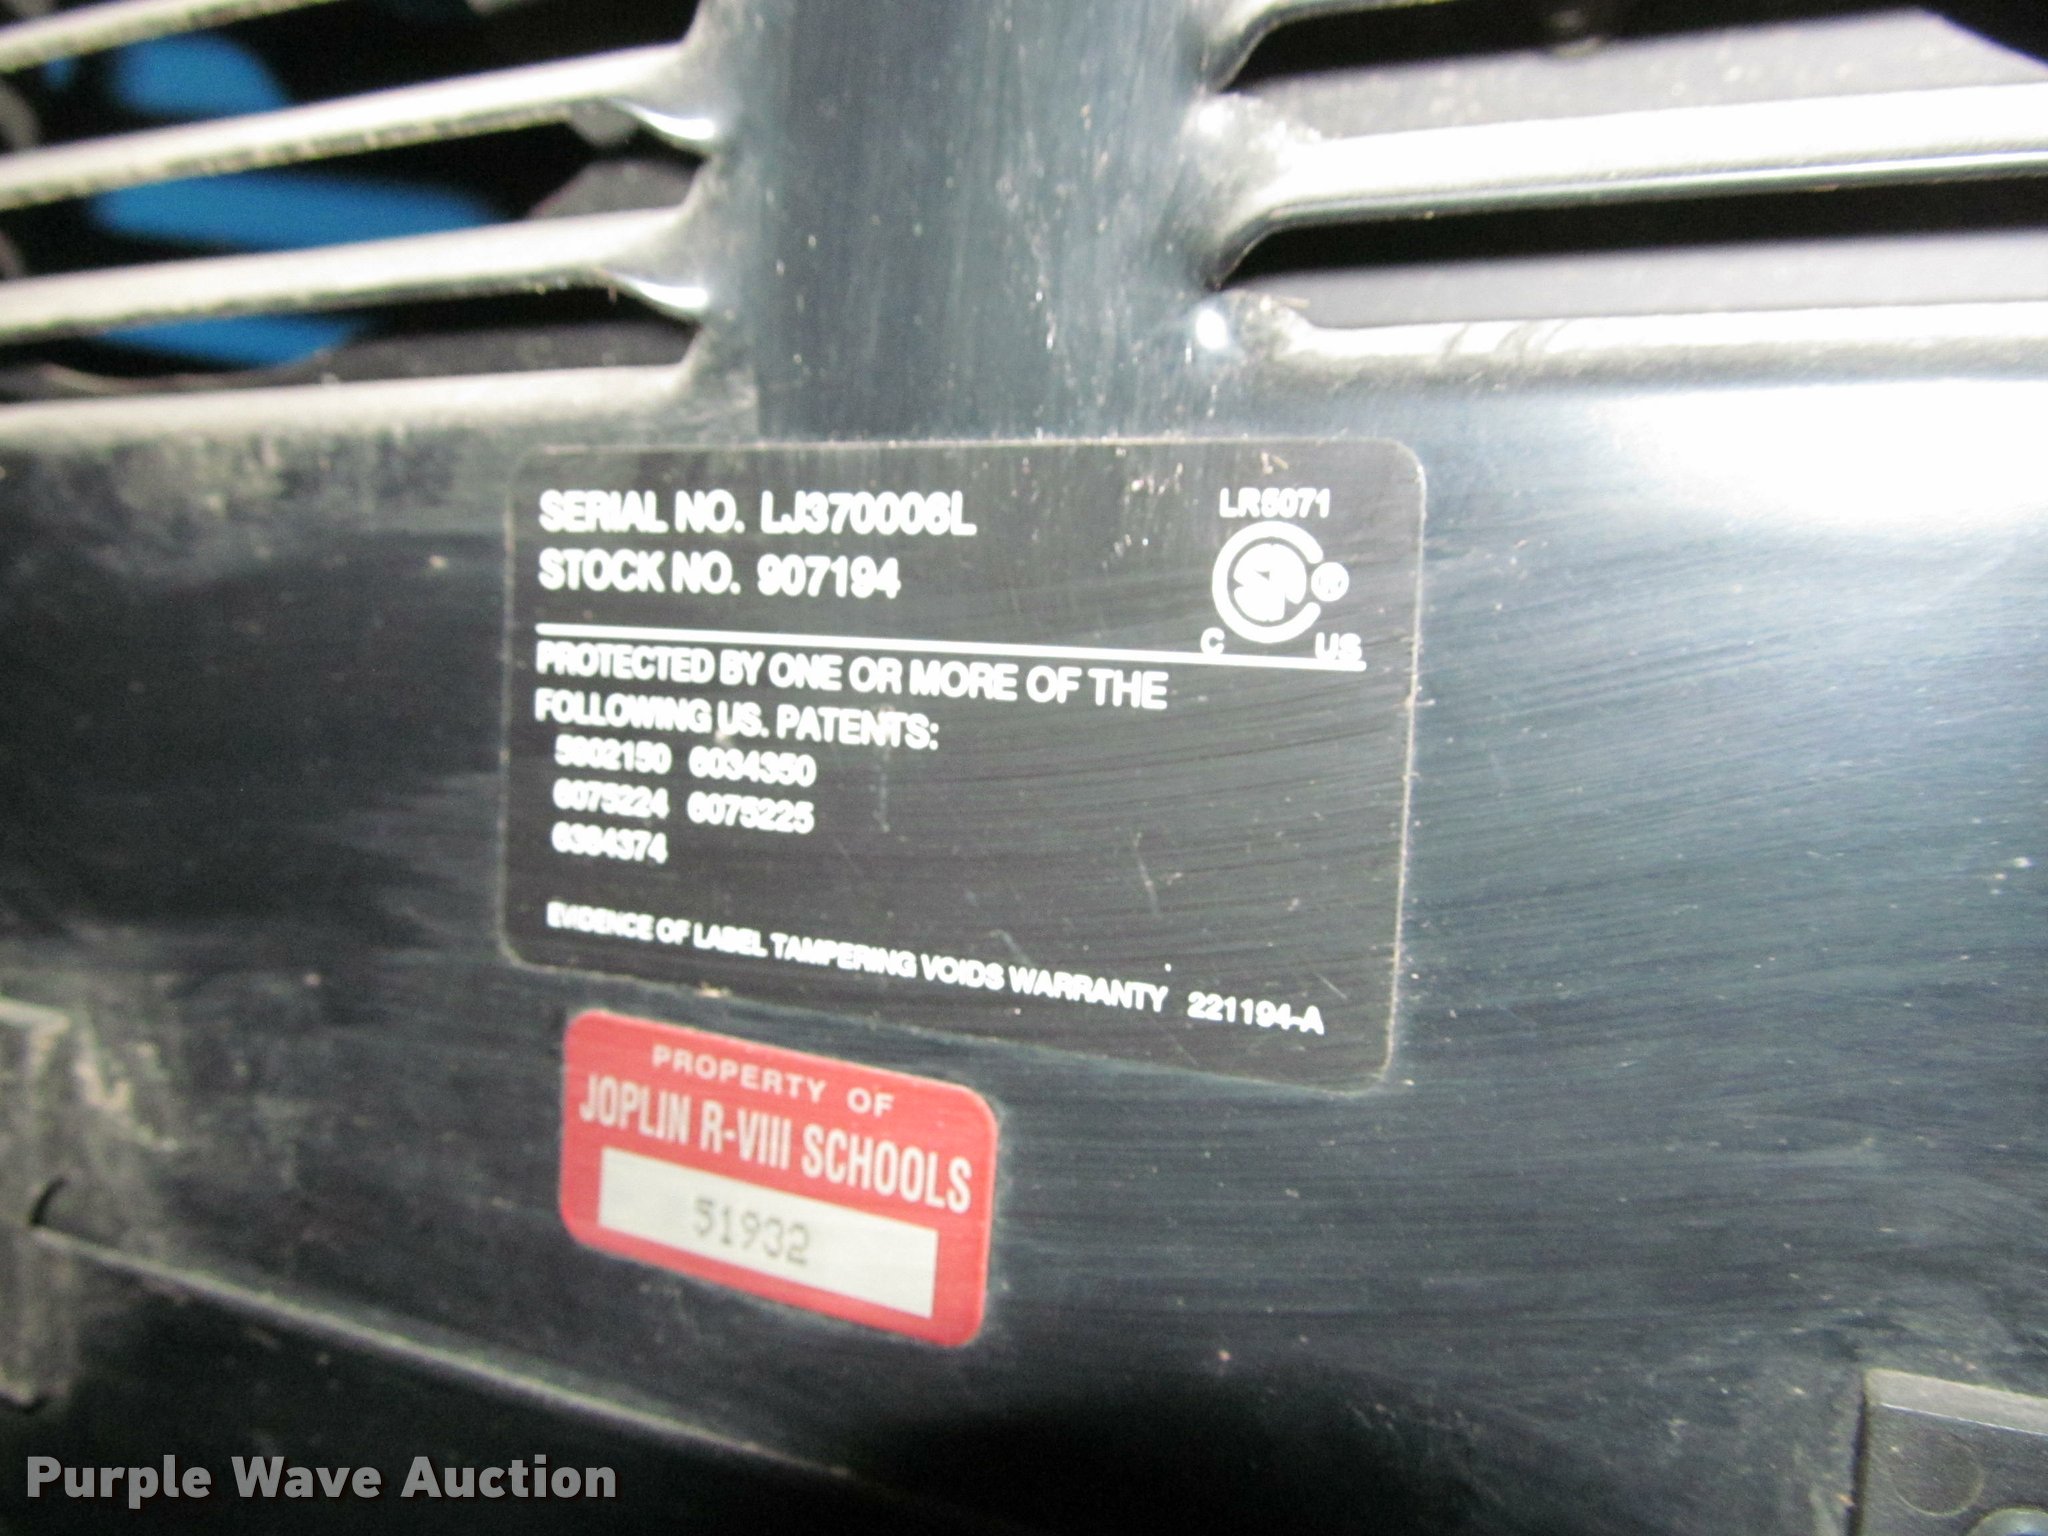 SERIAL NO. LJ370006L
STOCK NO. 907194
LR5071
SA ®
C US
PROTECTED BY ONE OR MORE OF THE
FOLLOWING US. PATENTS:
5902150 6034350
6075224 6075225
6384374
EVIDENCE OF LABEL TAMPERING VOIDS WARRANTY 221194-A
PROPERTY OF
JOPLIN R-VIII SCHOOLS
51932
Purple Wave Auction